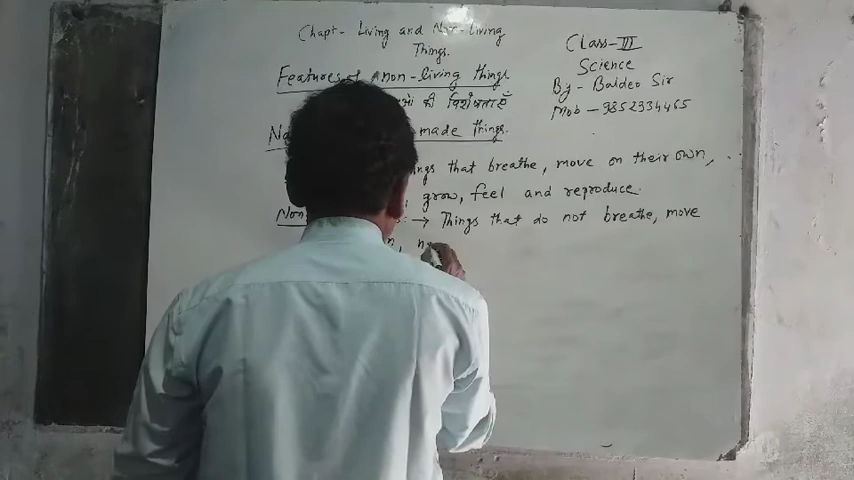 Chapt- Living and Non-living
Things.
Class-III
Science
By- Baldeo Sir
Mob - 9852334465
Features of non-living things.
की विशेषताएँ
made things.
that breathe, move on their own,
grow, feel and reproduce.
Non → Things that do not breathe, move